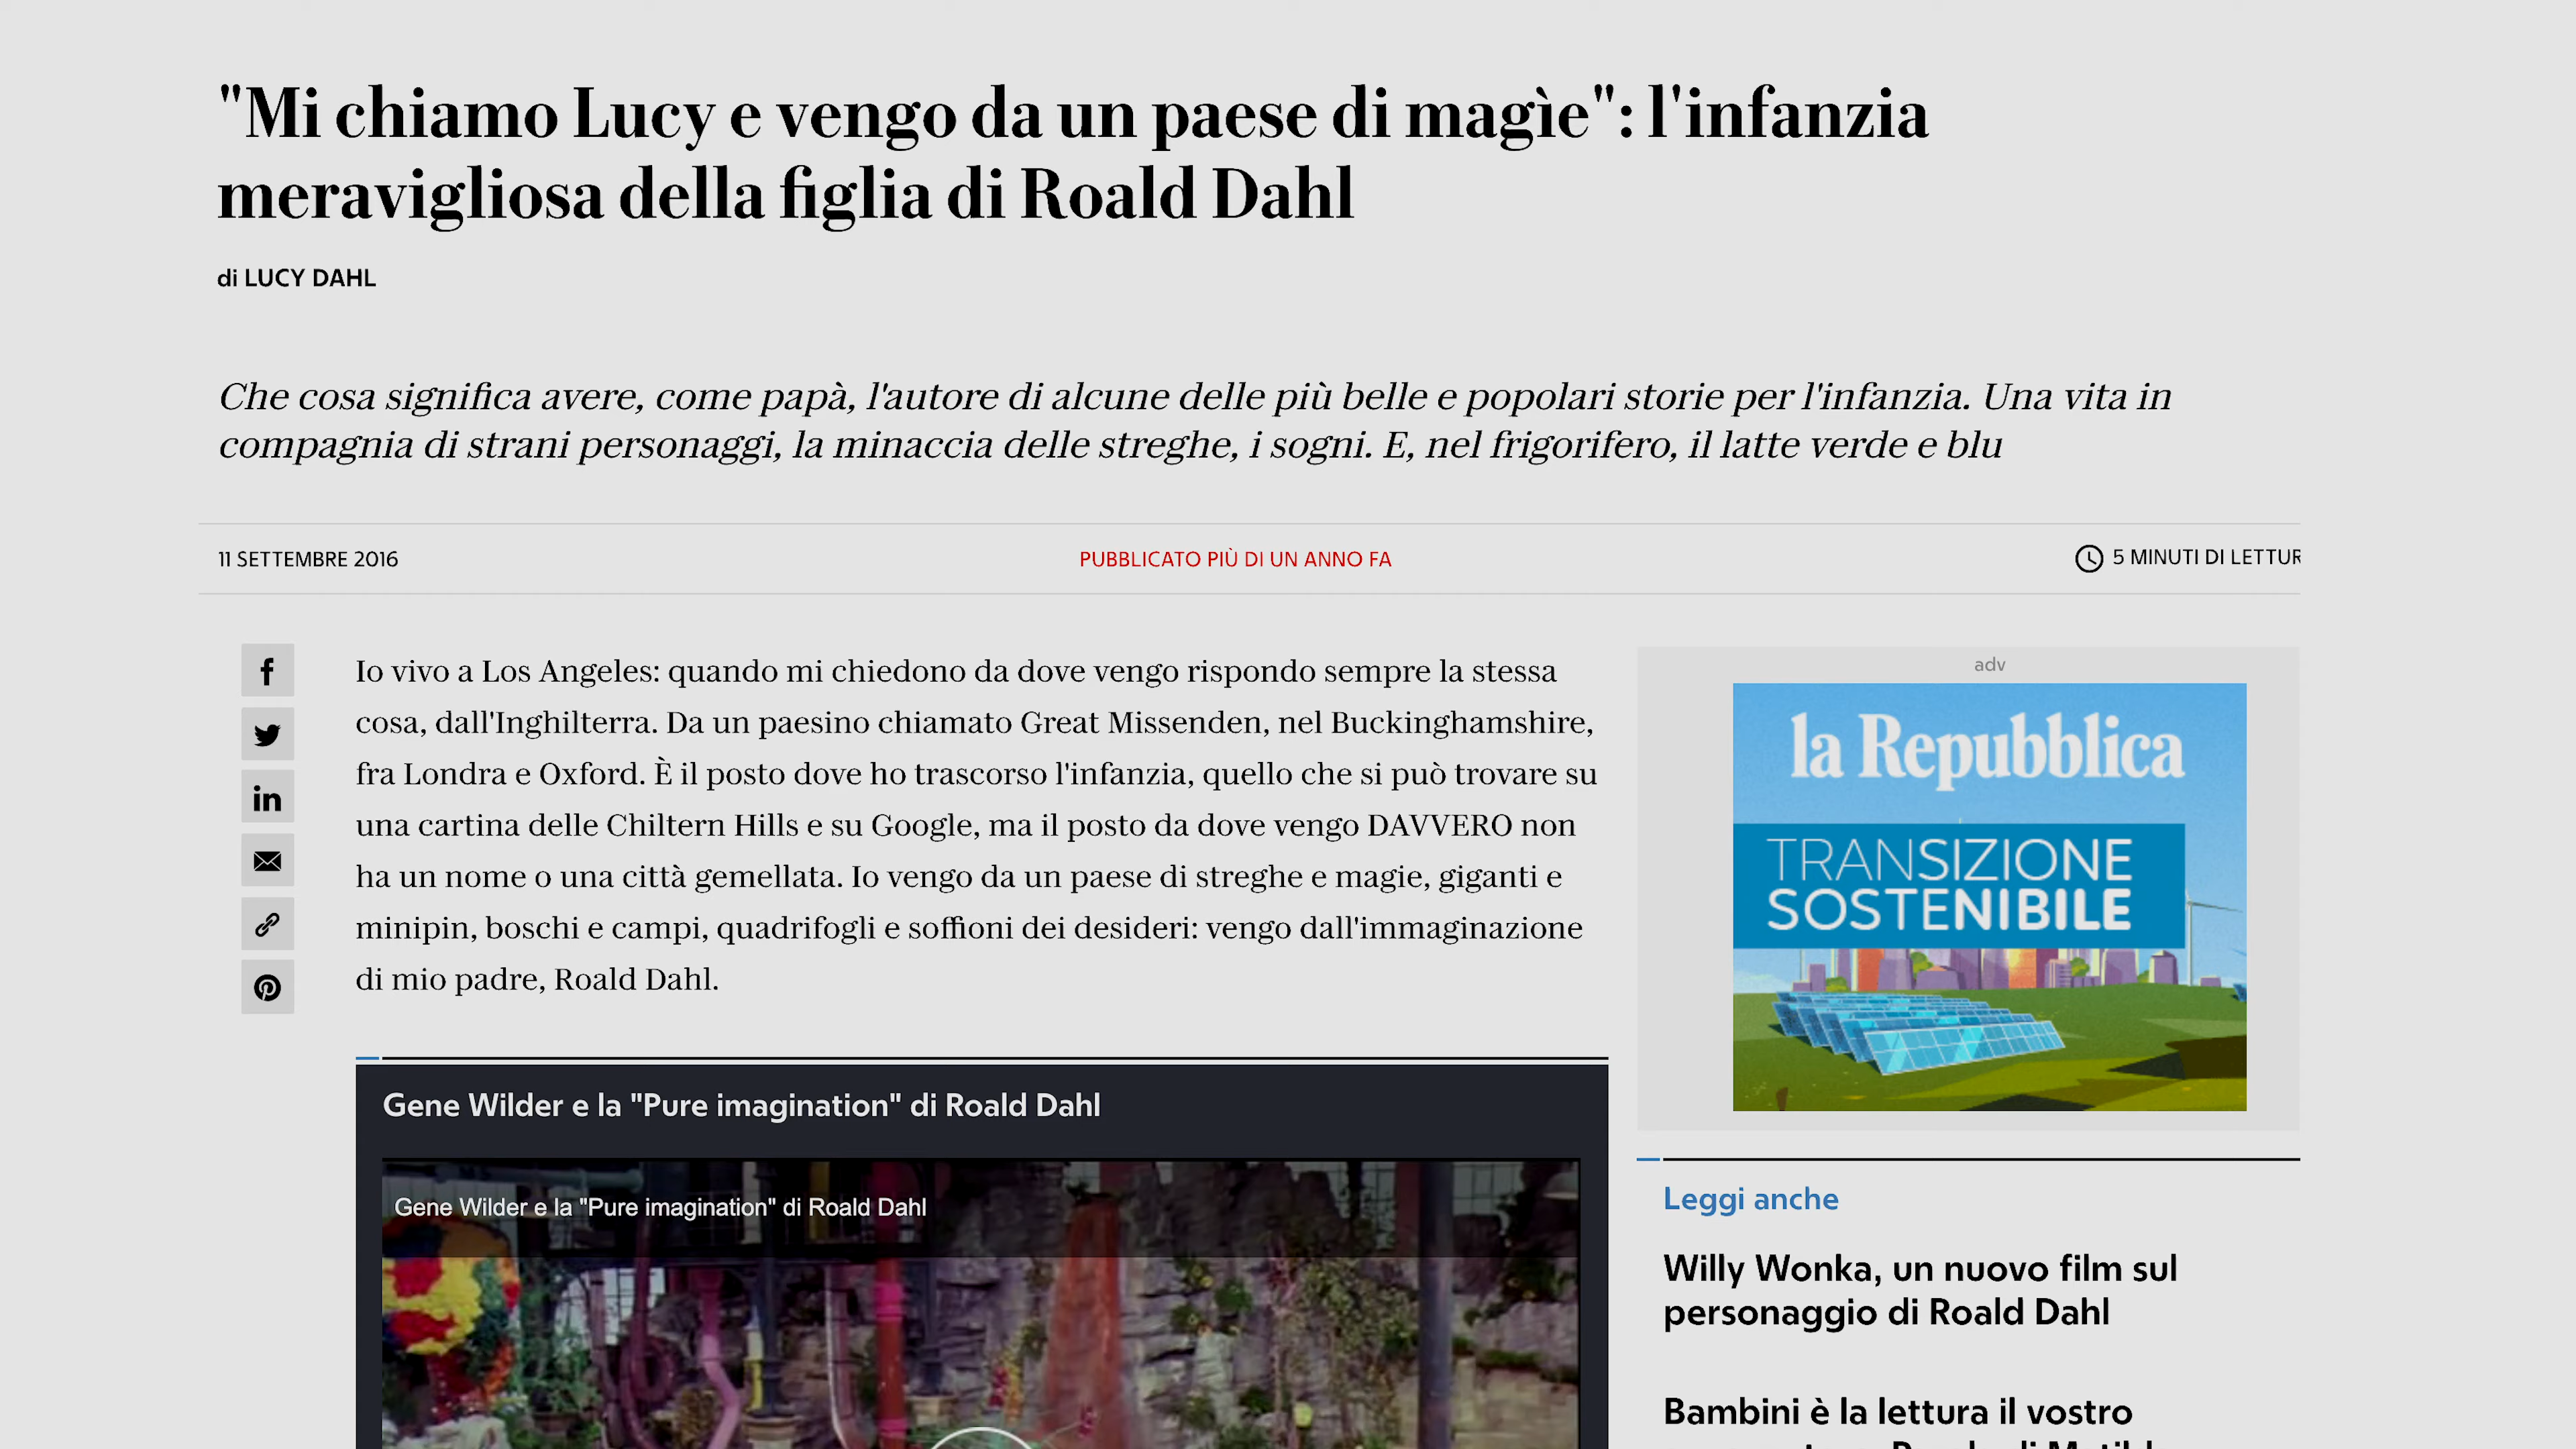 "Mi chiamo Lucy e vengo da un paese di magìe": l'infanzia
meravigliosa della figlia di Roald Dahl
di LUCY DAHL
Che cosa significa avere, come papà, l'autore di alcune delle più belle e popolari storie per l'infanzia. Una vita in
compagnia di strani personaggi, la minaccia delle streghe, i sogni. E, nel frigorifero, il latte verde e blu
11 SETTEMBRE 2016
PUBBLICATO PIÙ DI UN ANNO FA
5 MINUTI DI LETTUR
Io vivo a Los Angeles: quando mi chiedono da dove vengo rispondo sempre la stessa
cosa, dall'Inghilterra. Da un paesino chiamato Great Missenden, nel Buckinghamshire,
fra Londra e Oxford. È il posto dove ho trascorso l'infanzia, quello che si può trovare su
una cartina delle Chiltern Hills e su Google, ma il posto da dove vengo DAVVERO non
ha un nome o una città gemellata. Io vengo da un paese di streghe e magie, giganti e
minipin, boschi e campi, quadrifogli e soffioni dei desideri: vengo dall'immaginazione
di mio padre, Roald Dahl.
Gene Wilder e la "Pure imagination" di Roald Dahl
Gene Wilder e la "Pure imagination" di Roald Dahl
adv
la Repubblica
TRANSIZIONE
SOSTENIBILE
Leggi anche
Willy Wonka, un nuovo film sul
personaggio di Roald Dahl
Bambini è la lettura il vostro